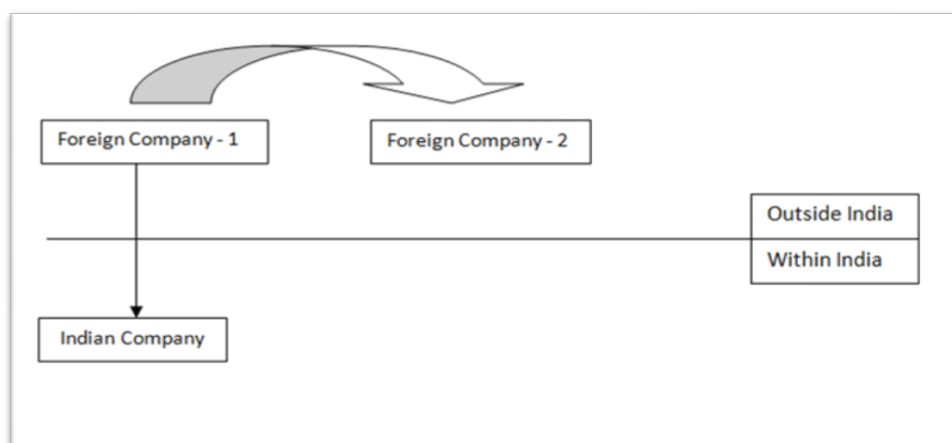 Foreign Company - 1
Foreign Company - 2
Outside India
Within India
Indian Company